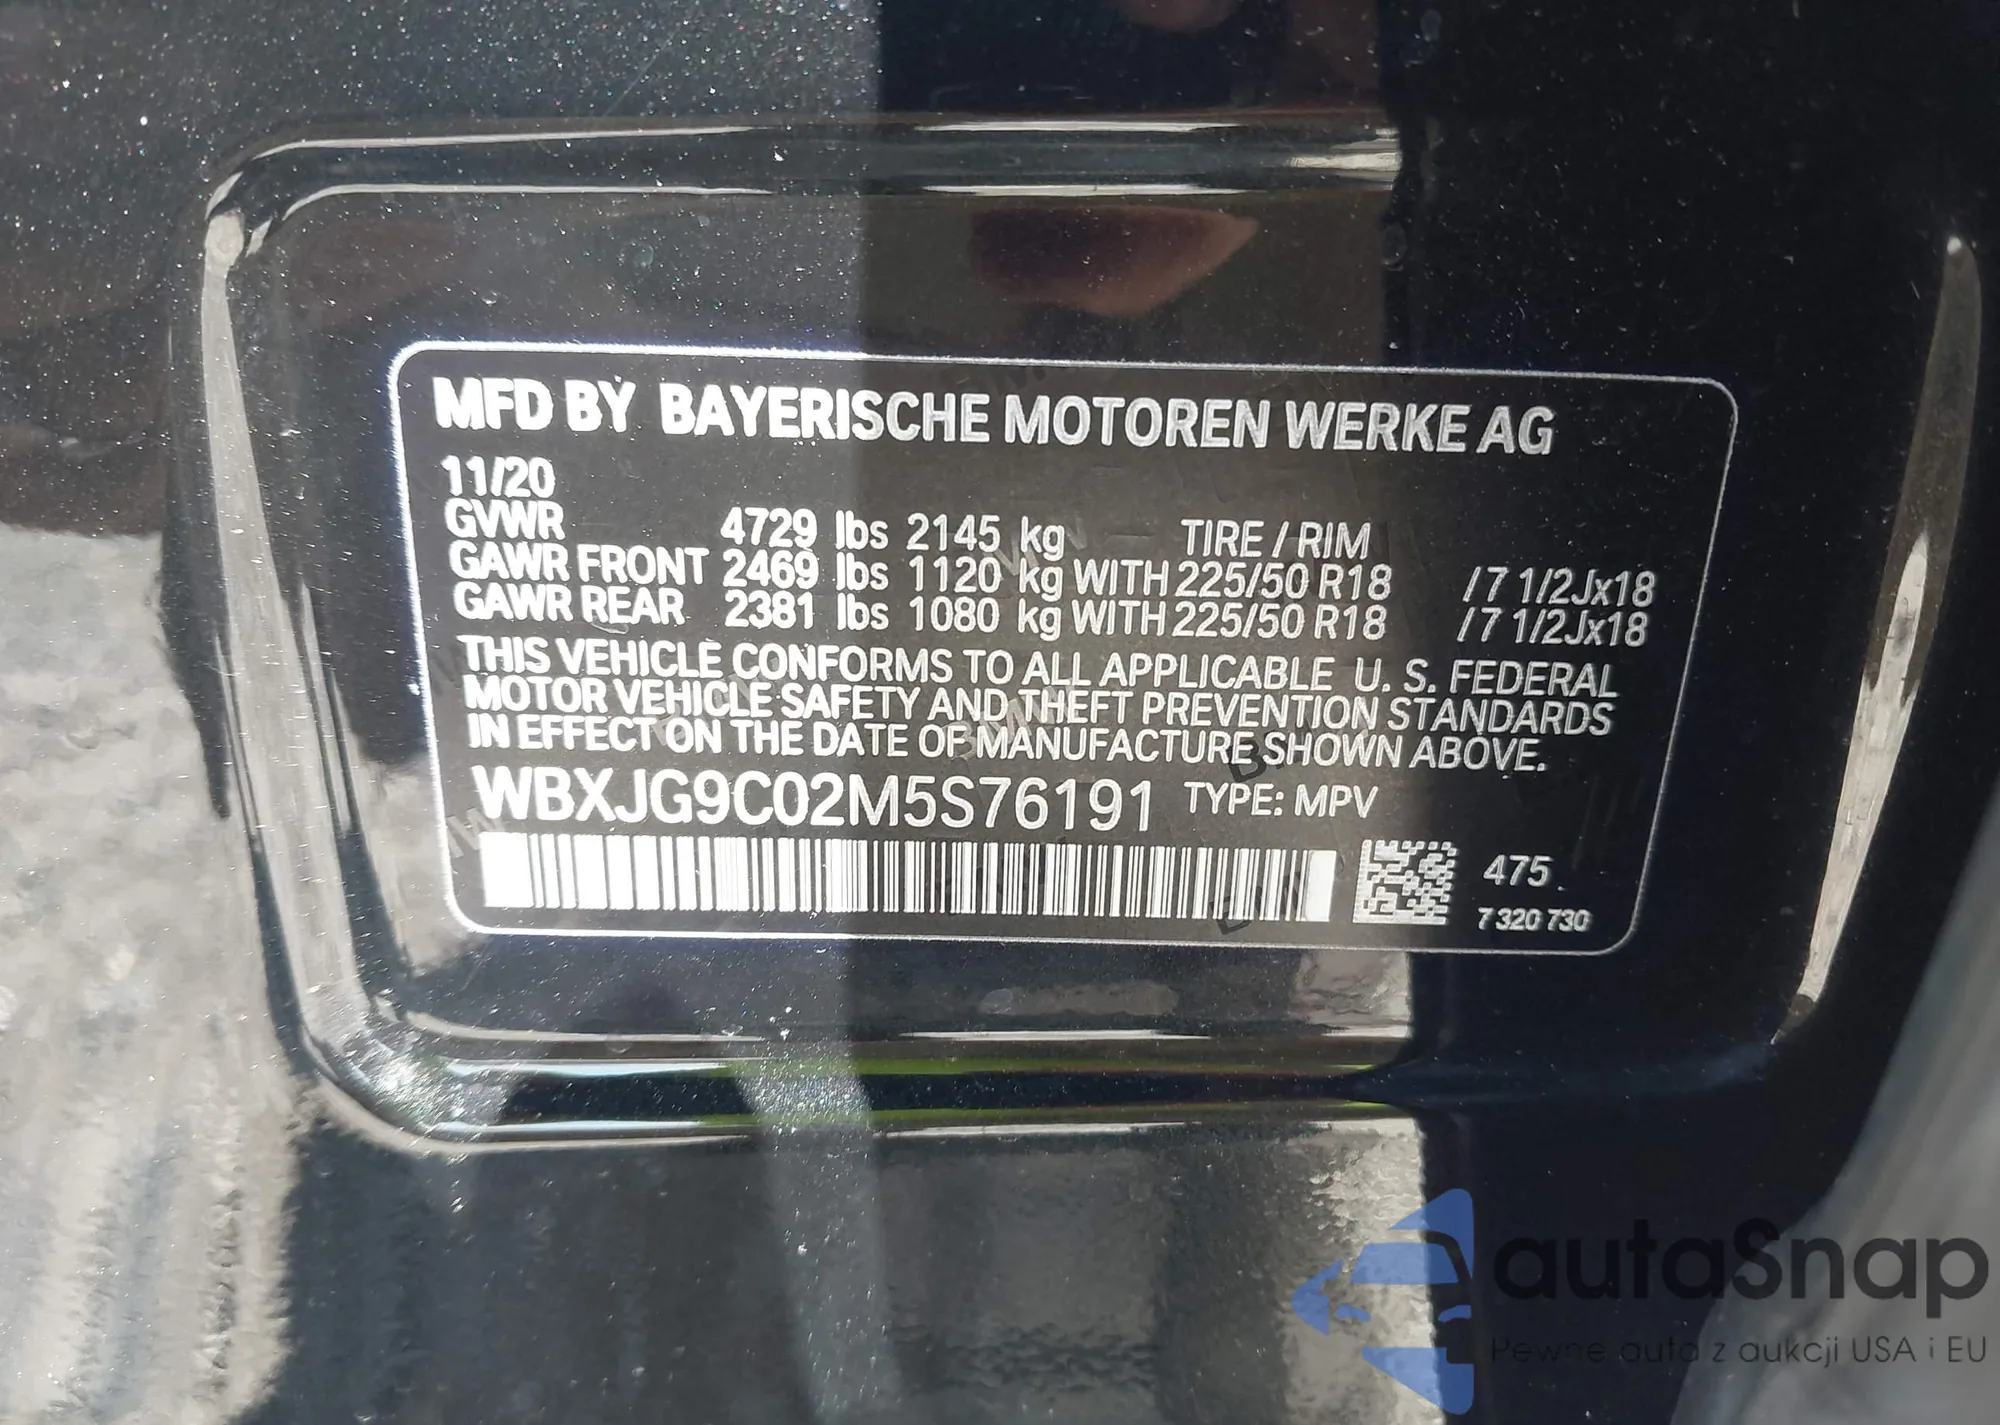 MFD BY BAYERISCHE MOTOREN WERKE AG
11/20
GVWR 4729 lbs 2145 kg TIRE / RIM
GAWR FRONT 2469 lbs 1120 kg WITH 225/50 R18 / 7 1/2Jx18
GAWR REAR 2381 lbs 1080 kg WITH 225/50 R18 / 7 1/2Jx18
THIS VEHICLE CONFORMS TO ALL APPLICABLE U. S. FEDERAL
MOTOR VEHICLE SAFETY AND THEFT PREVENTION STANDARDS
IN EFFECT ON THE DATE OF MANUFACTURE SHOWN ABOVE.
WBXJG9C02M5S76191 TYPE: MPV
475
7 320 730
autaSnap
Pewne auta z aukcji USA i EU